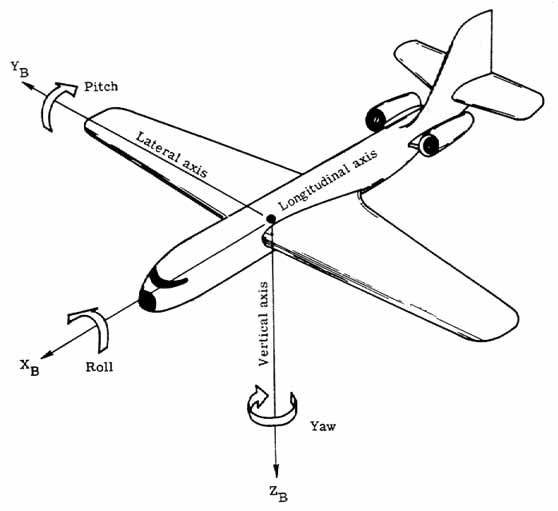 Y_B
Pitch
Lateral axis
Longitudinal axis
Vertical axis
X_B
Roll
Yaw
Z_B